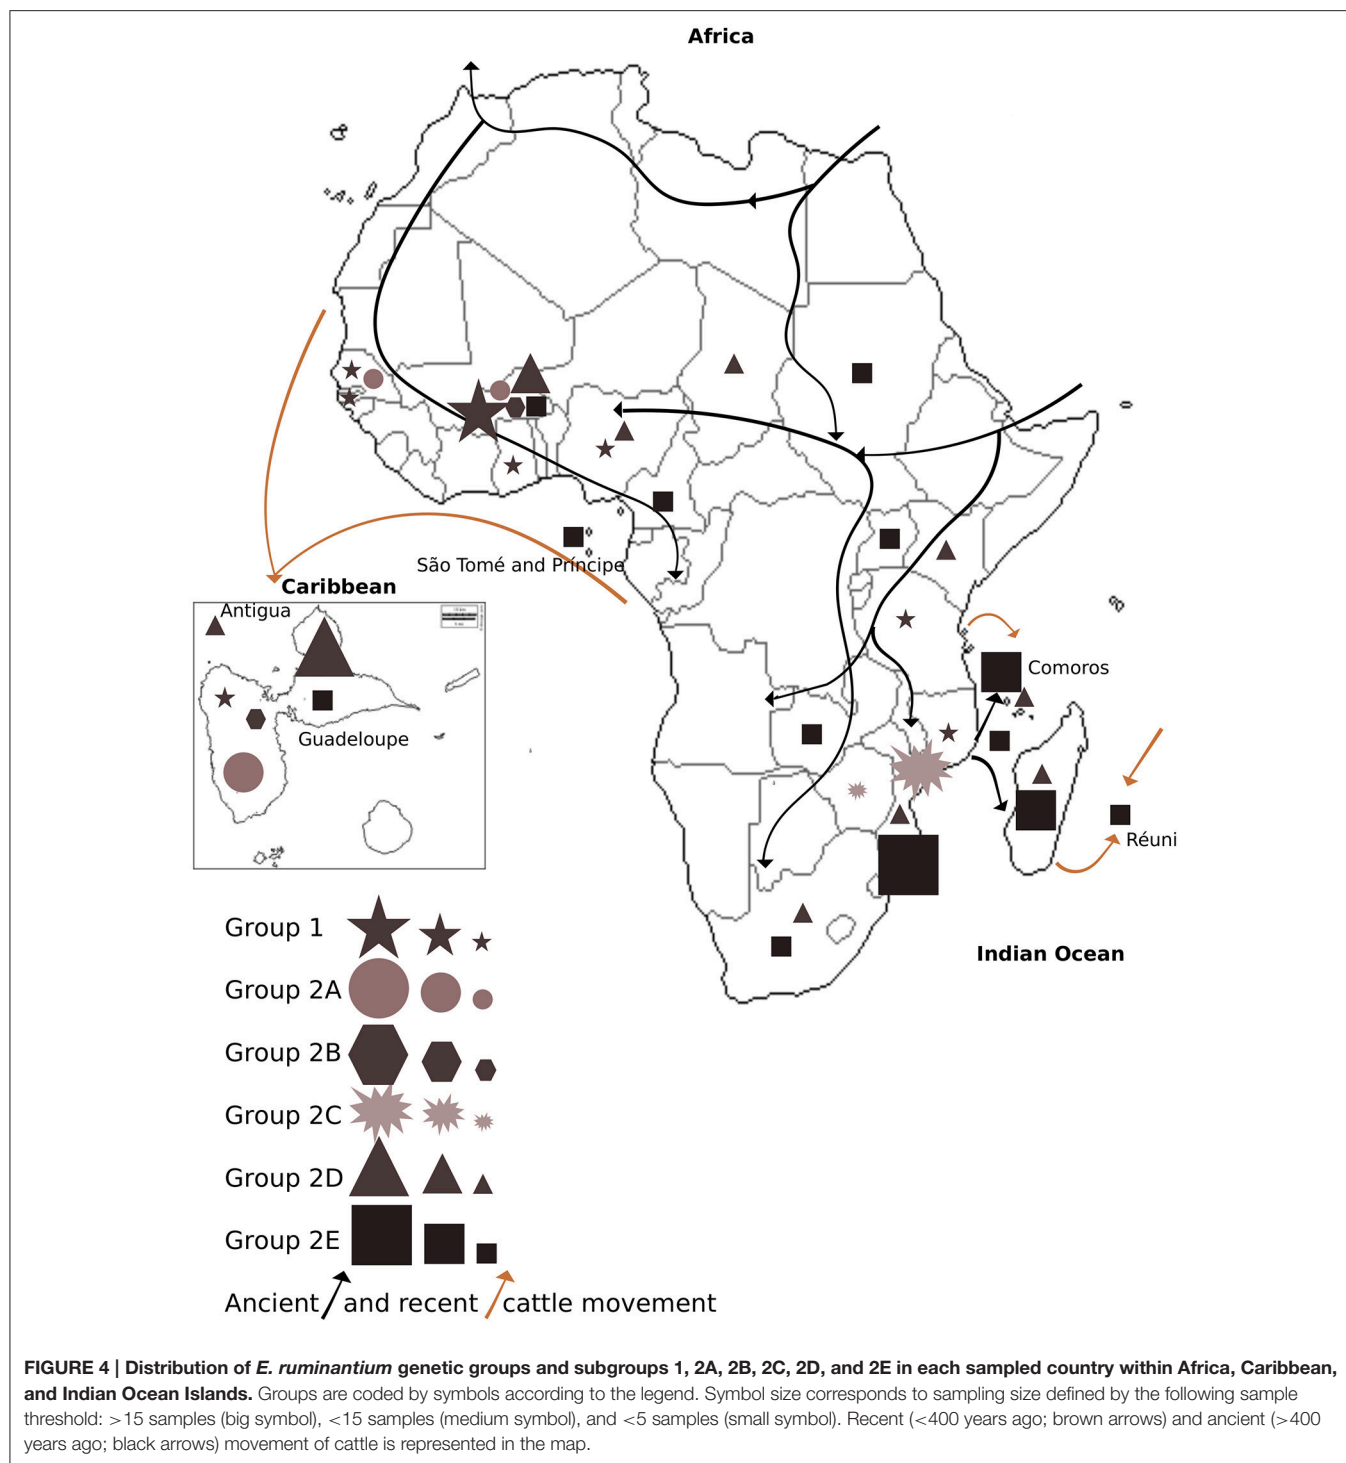 Africa
São Tomé and Príncipe
Caribbean
Antigua
Guadeloupe
Comoros
Réuni
Indian Ocean
Group 1
Group 2A
Group 2B
Group 2C
Group 2D
Group 2E
Ancient and recent cattle movement
FIGURE 4 | Distribution of E. ruminantium genetic groups and subgroups 1, 2A, 2B, 2C, 2D, and 2E in each sampled country within Africa, Caribbean,
and Indian Ocean Islands. Groups are coded by symbols according to the legend. Symbol size corresponds to sampling size defined by the following sample
threshold: >15 samples (big symbol), <15 samples (medium symbol), and <5 samples (small symbol). Recent (<400 years ago; brown arrows) and ancient (>400
years ago; black arrows) movement of cattle is represented in the map.